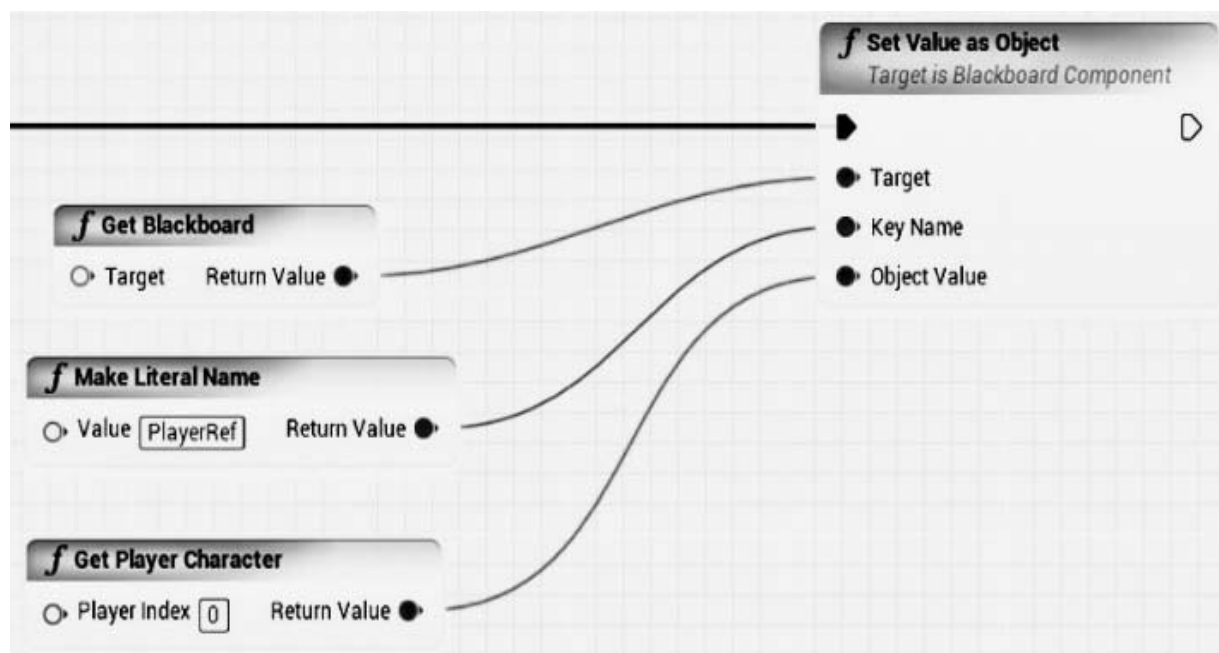 f Set Value as Object
Target is Blackboard Component
Target
Key Name
Object Value
f Get Blackboard
Target Return Value
f Make Literal Name
Value PlayerRef Return Value
f Get Player Character
Player Index 0 Return Value